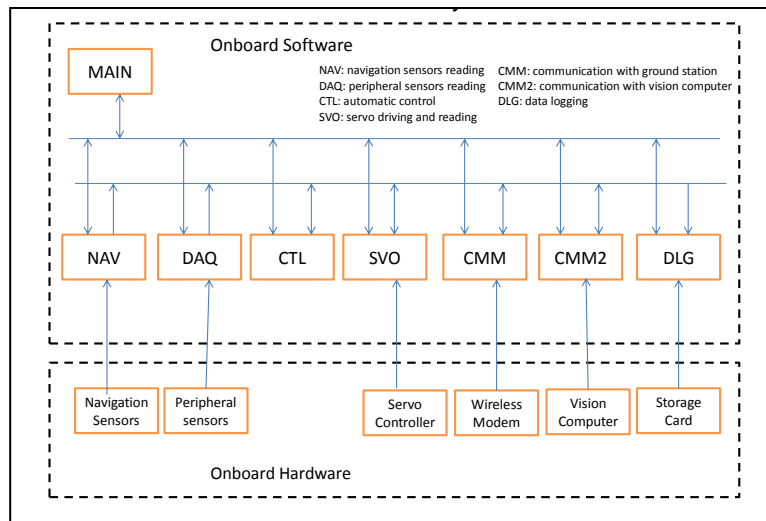 Onboard Software
MAIN
NAV: navigation sensors reading
DAQ: peripheral sensors reading
CTL: automatic control
SVO: servo driving and reading
CMM: communication with ground station
CMM2: communication with vision computer
DLG: data logging
NAV
DAQ
CTL
SVO
CMM
CMM2
DLG
Navigation
Sensors
Peripheral
sensors
Servo
Controller
Wireless
Modem
Vision
Computer
Storage
Card
Onboard Hardware